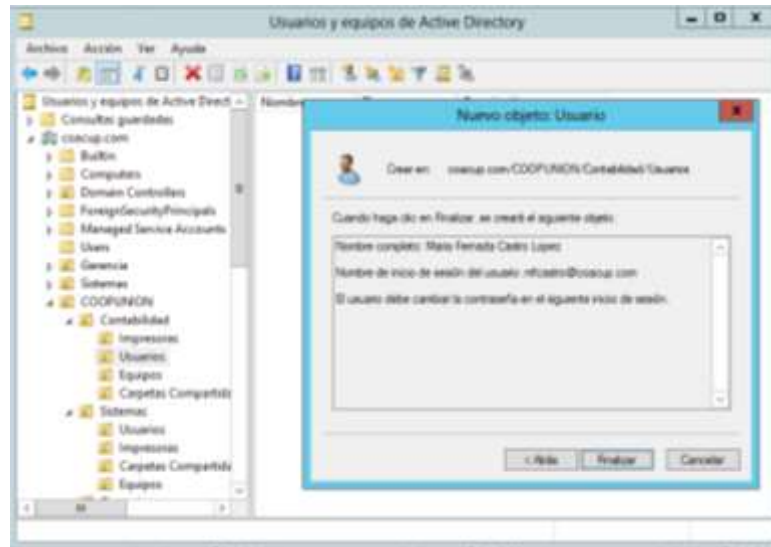 Usuarios y equipos de Active Directory
Archivo Acción Ver Ayuda
Usuarios y equipos de Active Direct
Consultas guardadas
coacup.com
Builtin
Computers
Domain Controllers
ForeignSecurityPrincipals
Managed Service Accounts
Users
Gerencia
Sistemas
COOPUNION
Contabilidad
Impresoras
Usuarios
Equipos
Carpetas Compartida
Sistemas
Usuarios
Impresoras
Carpetas Compartida
Equipos
Nombre
Nuevo objeto: Usuario
Crear en: coacup.com/COOPUNION/Contabilidad/Usuarios
Cuando haga clic en Finalizar, se creará el siguiente objeto:
Nombre completo: Maria Fernada Castro Lopez
Nombre de inicio de sesión del usuario: mfcastro@coacup.com
El usuario debe cambiar la contraseña en el siguiente inicio de sesión.
< Atrás Finalizar Cancelar